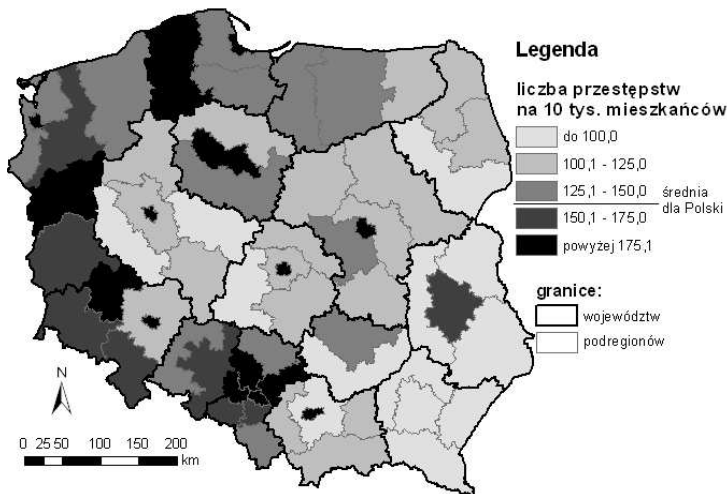 Legenda
liczba przestępstw
na 10 tys. mieszkańców
do 100,0
100,1 - 125,0
125,1 - 150,0
średnia
dla Polski
150,1 - 175,0
powyżej 175,1
granice:
województw
podregionów
N
0 25 50 100 150 200
km